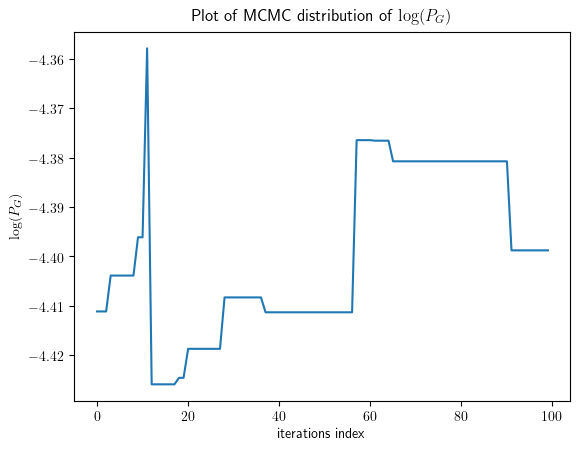 Plot of MCMC distribution of log(P_G)
−4.36
−4.37
−4.38
−4.39
−4.40
−4.41
−4.42
log(P_G)
0 20 40 60 80 100
iterations index